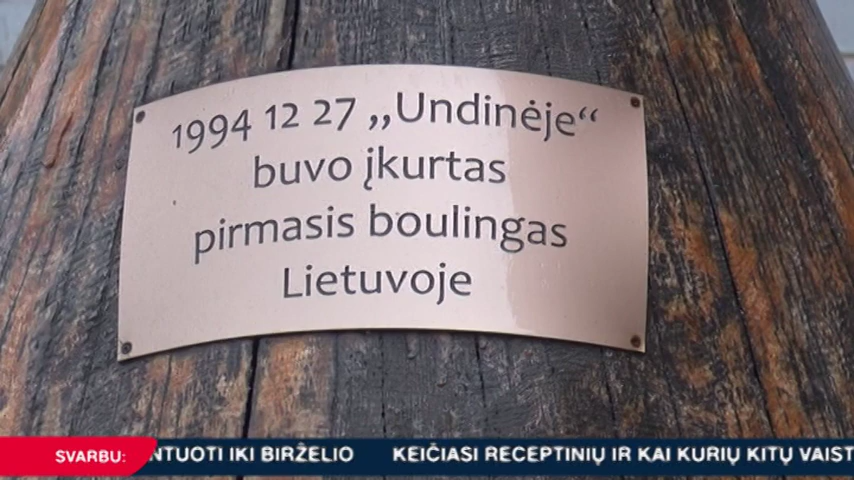 1994 12 27 „Undinėje“
buvo įkurtas
pirmasis boulingas
Lietuvoje
SVARBU: NTUOTI IKI BIRŽELIO KEIČIASI RECEPTINIŲ IR KAI KURIŲ KITŲ VAIST